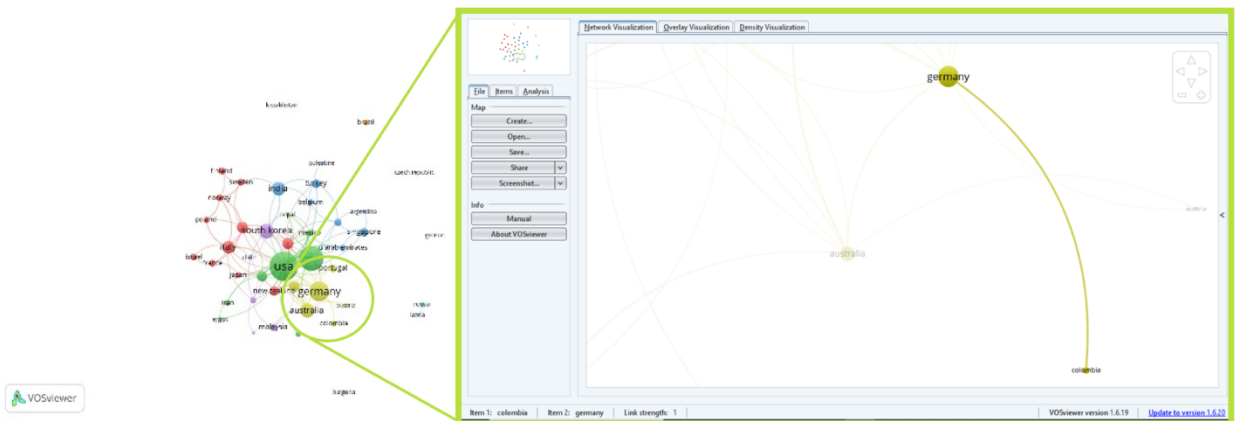 kazakhstan
brazil
palestine
czech republic
finland
sweden
india
turkey
norway
belgium
nepal
argentina
poland
south korea
mexico
singapore
greece
italy
u arab emirates
israel
france
usa
portugal
japan
new zealand
germany
iran
australia
russia
latvia
colombia
malaysia
bulgaria
VOSviewer
File Items Analysis
Map
Create...
Open...
Save...
Share
Screenshot...
Info
Manual
About VOSviewer
Network Visualization Overlay Visualization Density Visualization
germany
austria
<
australia
colombia
Item 1: colombia Item 2: germany Link strength: 1 VOSviewer version 1.6.19 Update to version 1.6.20